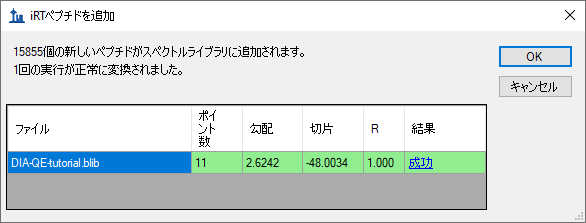 iRTペプチドを追加
15855個の新しいペプチドがスペクトルライブラリに追加されます。
1回の実行が正常に変換されました。
OK
キャンセル
ファイル ポイント数 勾配 切片 R 結果
DIA-QE-tutorial.blib 11 2.6242 -48.0034 1.000 成功